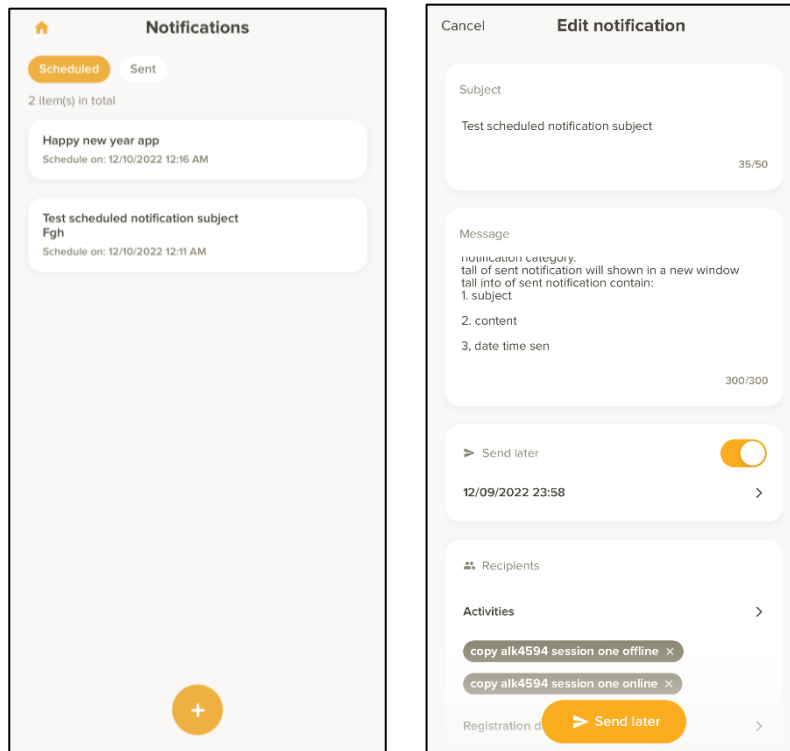 Notifications
Scheduled
Sent
2 item(s) in total
Happy new year app
Schedule on: 12/10/2022 12:16 AM
Test scheduled notification subject
Fgh
Schedule on: 12/10/2022 12:11 AM
Cancel
Edit notification
Subject
Test scheduled notification subject
35/50
Message
notification category.
tall of sent notification will shown in a new window
tall into of sent notification contain:
1. subject
2. content
3, date time sen
300/300
Send later
12/09/2022 23:58
Recipients
Activities
copy alk4594 session one offline ×
copy alk4594 session one online ×
Registration d
Send later